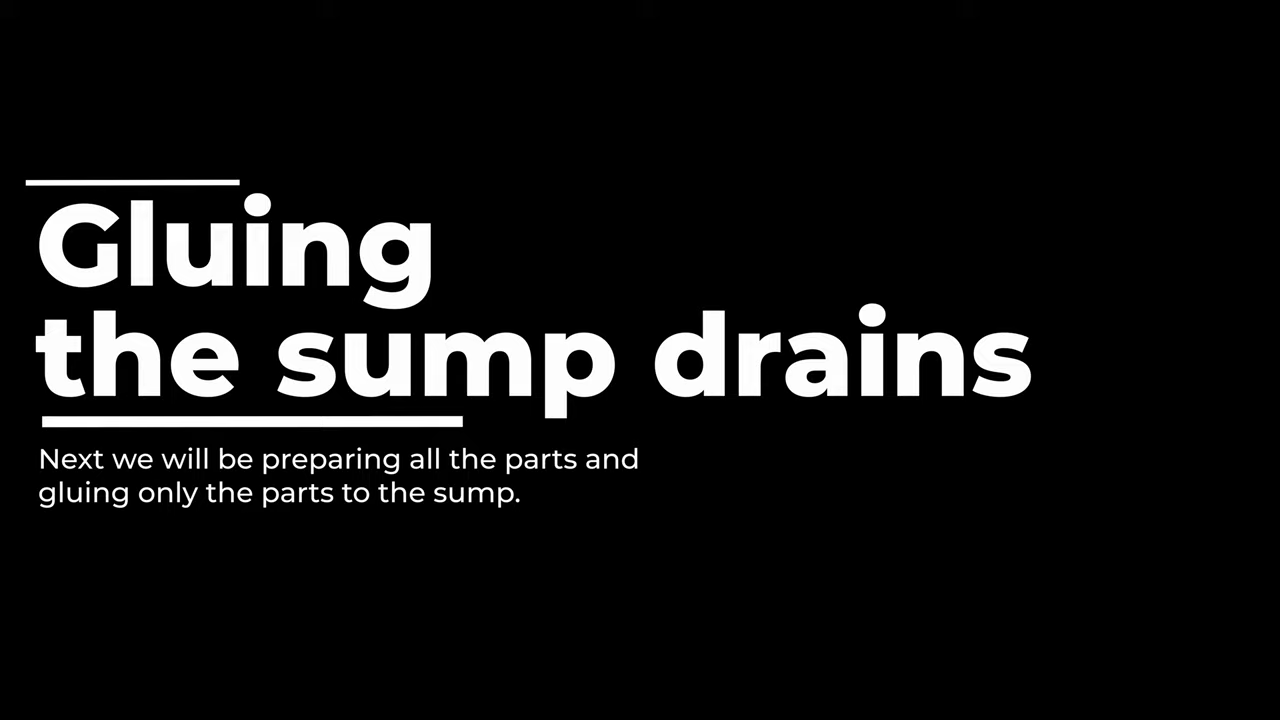 Gluing
the sump drains
Next we will be preparing all the parts and
gluing only the parts to the sump.